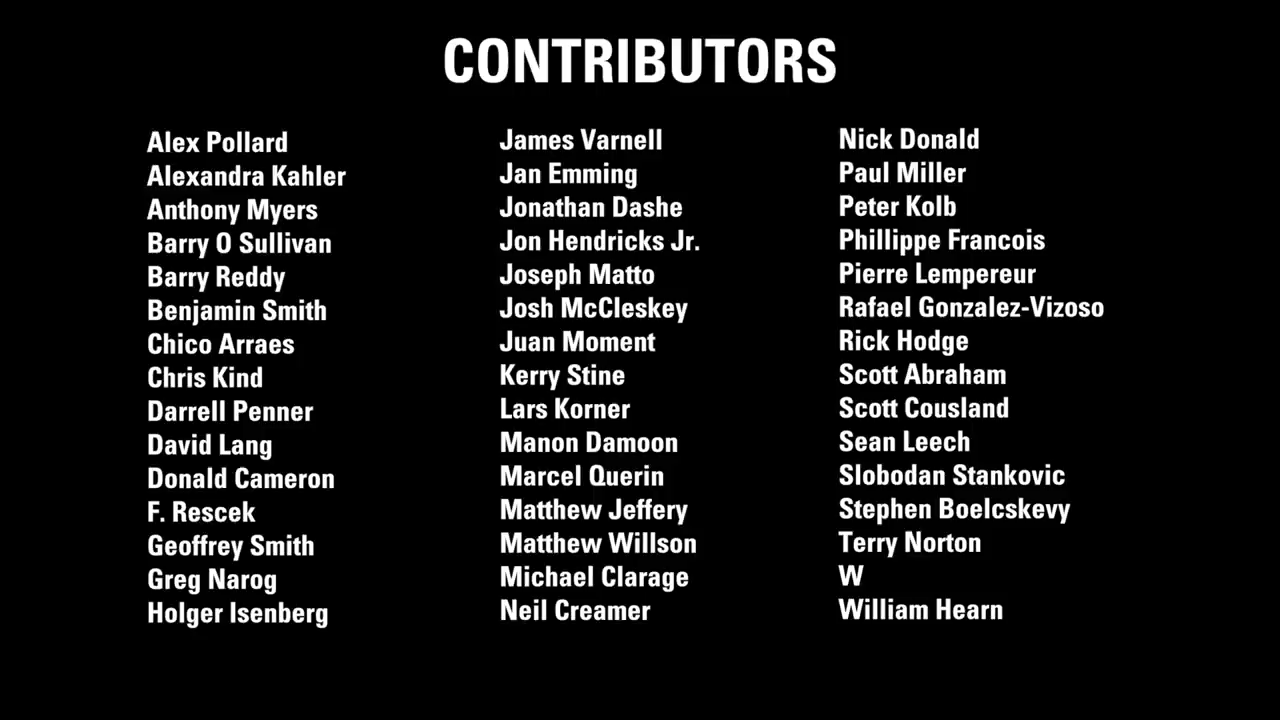 CONTRIBUTORS
Alex Pollard
Alexandra Kahler
Anthony Myers
Barry O Sullivan
Barry Reddy
Benjamin Smith
Chico Arraes
Chris Kind
Darrell Penner
David Lang
Donald Cameron
F. Rescek
Geoffrey Smith
Greg Narog
Holger Isenberg
James Varnell
Jan Emming
Jonathan Dashe
Jon Hendricks Jr.
Joseph Matto
Josh McCleskey
Juan Moment
Kerry Stine
Lars Korner
Manon Damoon
Marcel Querin
Matthew Jeffery
Matthew Willson
Michael Clarage
Neil Creamer
Nick Donald
Paul Miller
Peter Kolb
Phillippe Francois
Pierre Lempereur
Rafael Gonzalez-Vizoso
Rick Hodge
Scott Abraham
Scott Cousland
Sean Leech
Slobodan Stankovic
Stephen Boelcskevy
Terry Norton
W
William Hearn